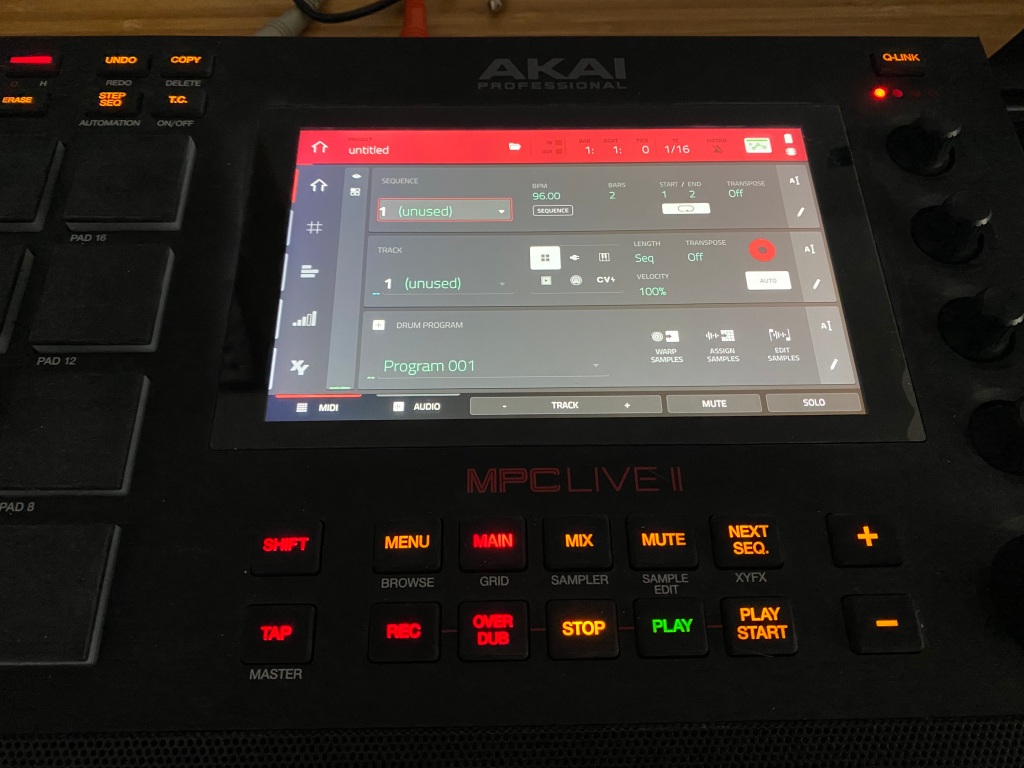 UNDO
COPY
REDO
DELETE
ERASE
STEP
SEQ
T.C.
AUTOMATION
ON/OFF
AKAI
PROFESSIONAL
Q-LINK
untitled
1: 1: 0
1/16
SEQUENCE
1 (unused)
BPM
96.00
SEQUENCE
BARS
2
START / END
1 2
TRANSPOSE
Off
TRACK
1 (unused)
CV
LENGTH
Seq
TRANSPOSE
Off
VELOCITY
100%
AUTO
DRUM PROGRAM
Program 001
WARP
SAMPLES
ASSIGN
SAMPLES
EDIT
SAMPLES
XY
MIDI
AUDIO
- TRACK +
MUTE
SOLO
PAD 16
PAD 12
PAD 8
MPC LIVE II
SHIFT
MENU
MAIN
MIX
MUTE
NEXT
SEQ.
+
BROWSE
GRID
SAMPLER
SAMPLE
EDIT
XYFX
TAP
REC
OVER
DUB
STOP
PLAY
PLAY
START
-
MASTER